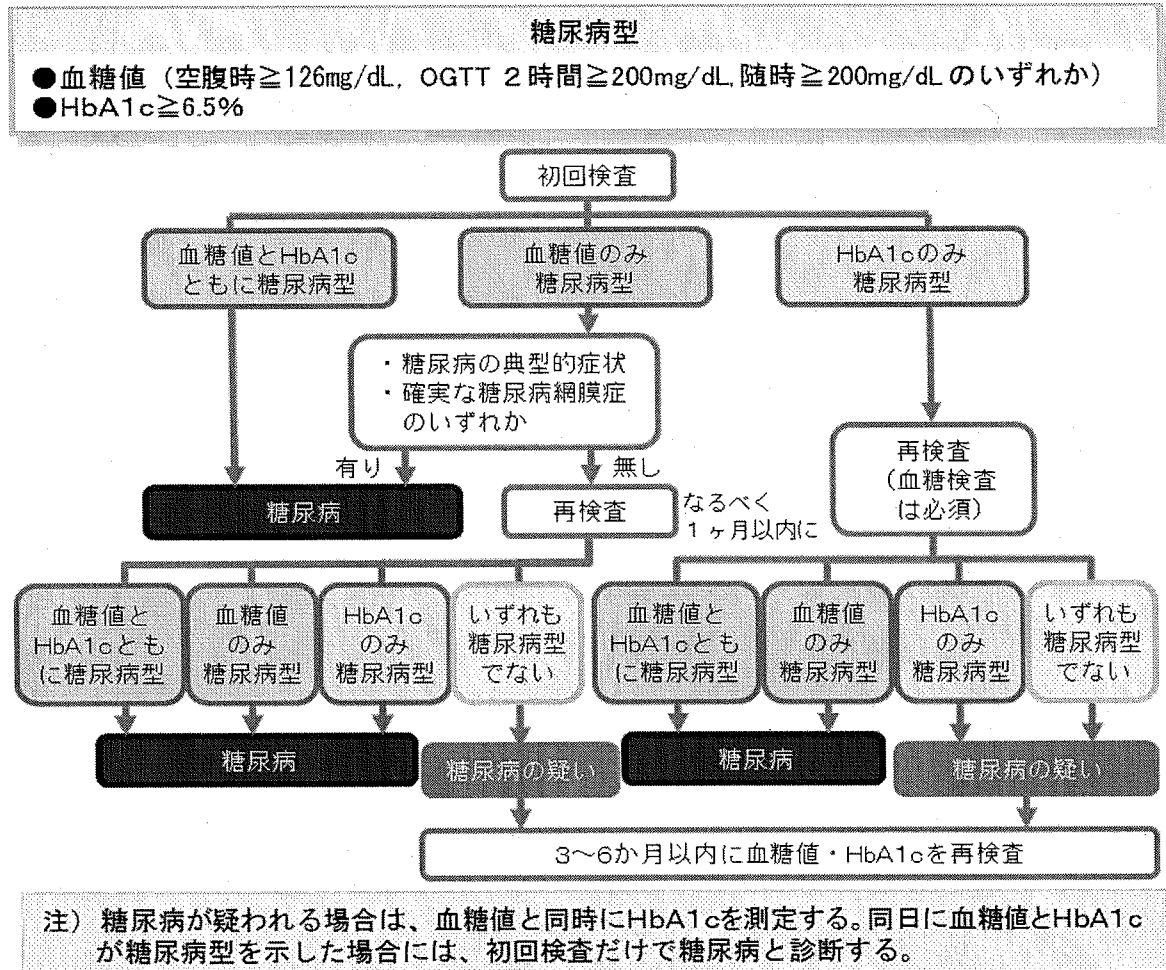 糖尿病型
●血糖値（空腹時≧126mg/dL, OGTT 2時間≧200mg/dL,随時≧200mg/dLのいずれか）
●HbA1c≧6.5%
初回検査
血糖値とHbA1c
ともに糖尿病型
血糖値のみ
糖尿病型
HbA1cのみ
糖尿病型
・糖尿病の典型的症状
・確実な糖尿病網膜症
のいずれか
有り
無し
糖尿病
再検査
なるべく
1ヶ月以内に
再検査
（血糖検査
は必須）
血糖値と
HbA1cとも
に糖尿病型
血糖値
のみ
糖尿病型
HbA1c
のみ
糖尿病型
いずれも
糖尿病型
でない
血糖値と
HbA1cとも
に糖尿病型
血糖値
のみ
糖尿病型
HbA1c
のみ
糖尿病型
いずれも
糖尿病型
でない
糖尿病
糖尿病の疑い
糖尿病
糖尿病の疑い
3～6か月以内に血糖値・HbA1cを再検査
注） 糖尿病が疑われる場合は、血糖値と同時にHbA1cを測定する。同日に血糖値とHbA1c
が糖尿病型を示した場合には、初回検査だけで糖尿病と診断する。